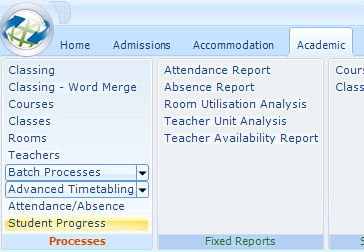 Home Admissions Accommodation Academic
Classing
Classing - Word Merge
Courses
Classes
Rooms
Teachers
Batch Processes
Advanced Timetabling
Attendance/Absence
Student Progress
Processes
Attendance Report
Absence Report
Room Utilisation Analysis
Teacher Unit Analysis
Teacher Availability Report
Fixed Reports
Cour
Class
S